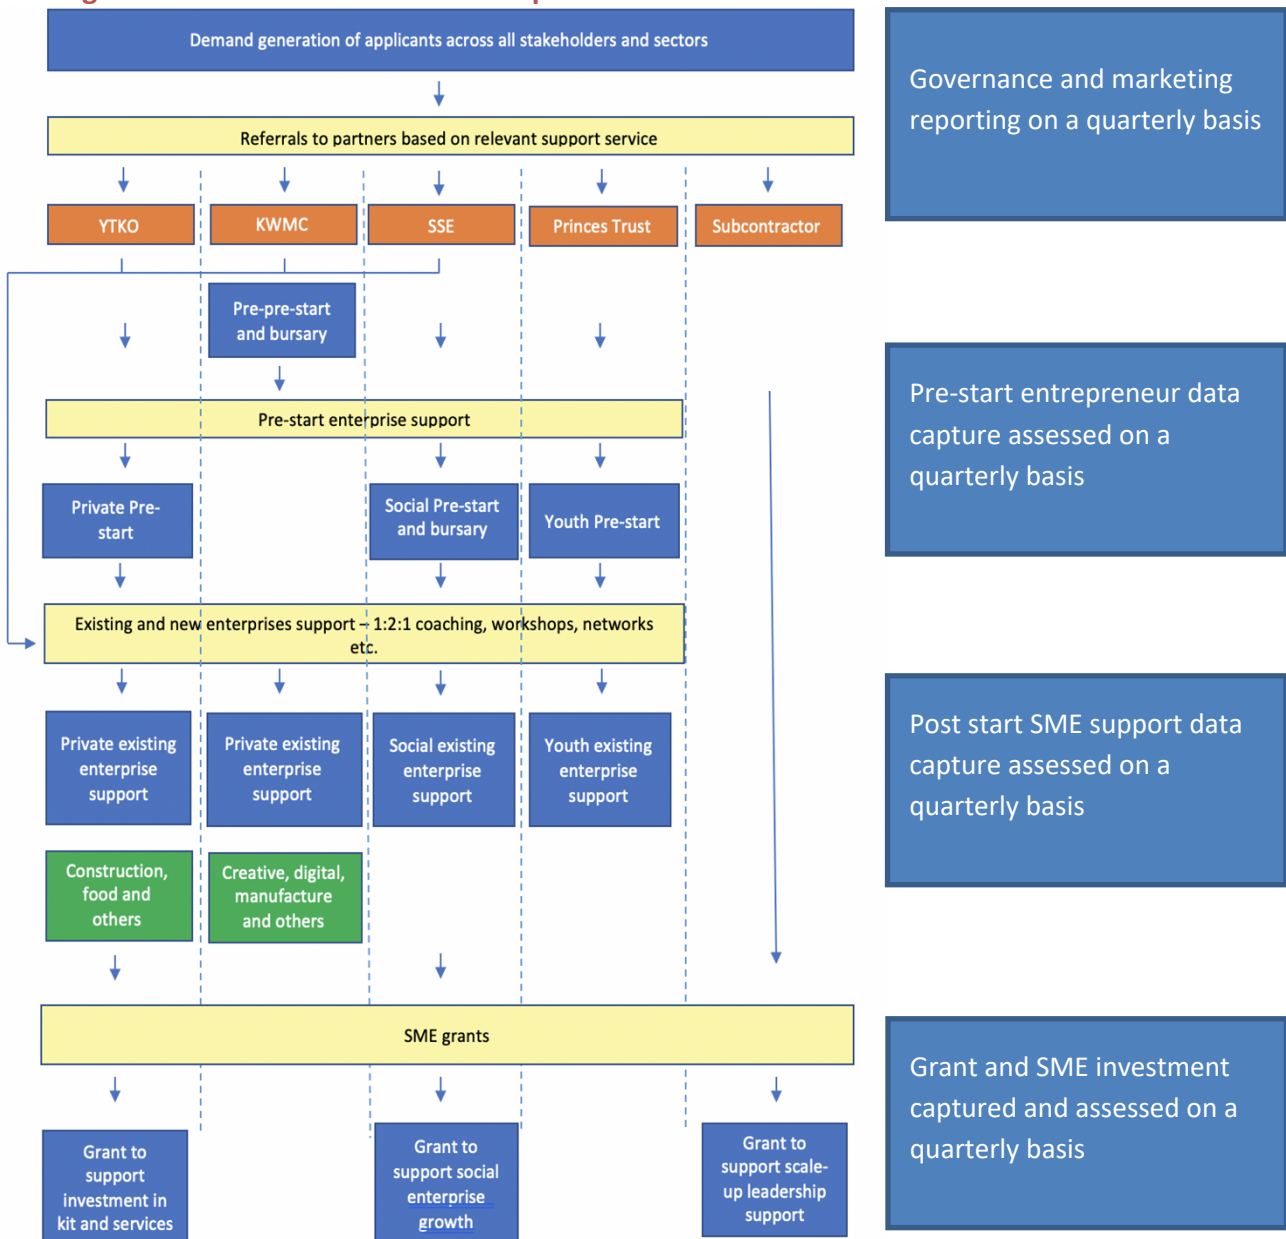 Demand generation of applicants across all stakeholders and sectors
Governance and marketing
reporting on a quarterly basis
Referrals to partners based on relevant support service
YTKO
KWMC
SSE
Princes Trust
Subcontractor
Pre-pre-start
and bursary
Pre-start entrepreneur data
capture assessed on a
quarterly basis
Pre-start enterprise support
Private Pre-
start
Social Pre-start
and bursary
Youth Pre-start
Existing and new enterprises support – 1:2:1 coaching, workshops, networks
etc.
Post start SME support data
capture assessed on a
quarterly basis
Private existing
enterprise
support
Private existing
enterprise
support
Social existing
enterprise
support
Youth existing
enterprise
support
Construction,
food and
others
Creative, digital,
manufacture
and others
SME grants
Grant and SME investment
captured and assessed on a
quarterly basis
Grant to
support
investment in
kit and services
Grant to
support social
enterprise
growth
Grant to
support scale-
up leadership
support